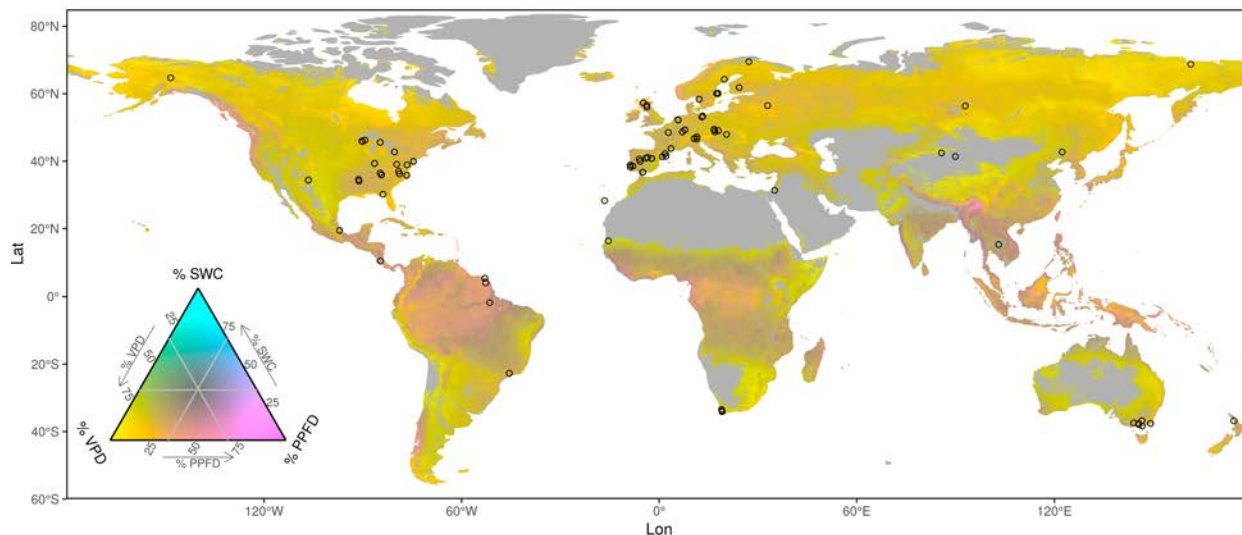 80°N
60°N
40°N
20°N
0°
20°S
40°S
60°S
Lat
120°W
60°W
0°
60°E
120°E
Lon
% SWC
25
75
% VPD
50
50
% SWC
75
25
% VPD
25
50
75
% PPFD
% PPFD